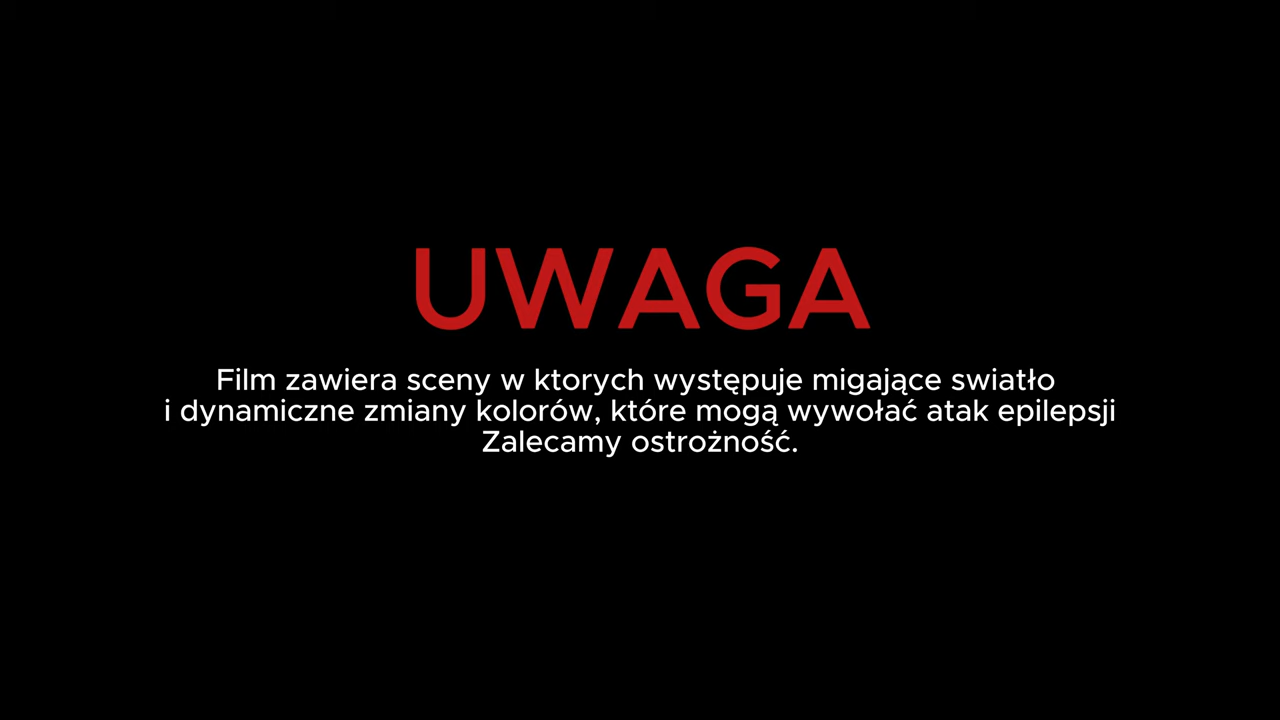 UWAGA
Film zawiera sceny w ktorych występuje migające swiatło
i dynamiczne zmiany kolorów, które mogą wywołać atak epilepsji
Zalecamy ostrożność.